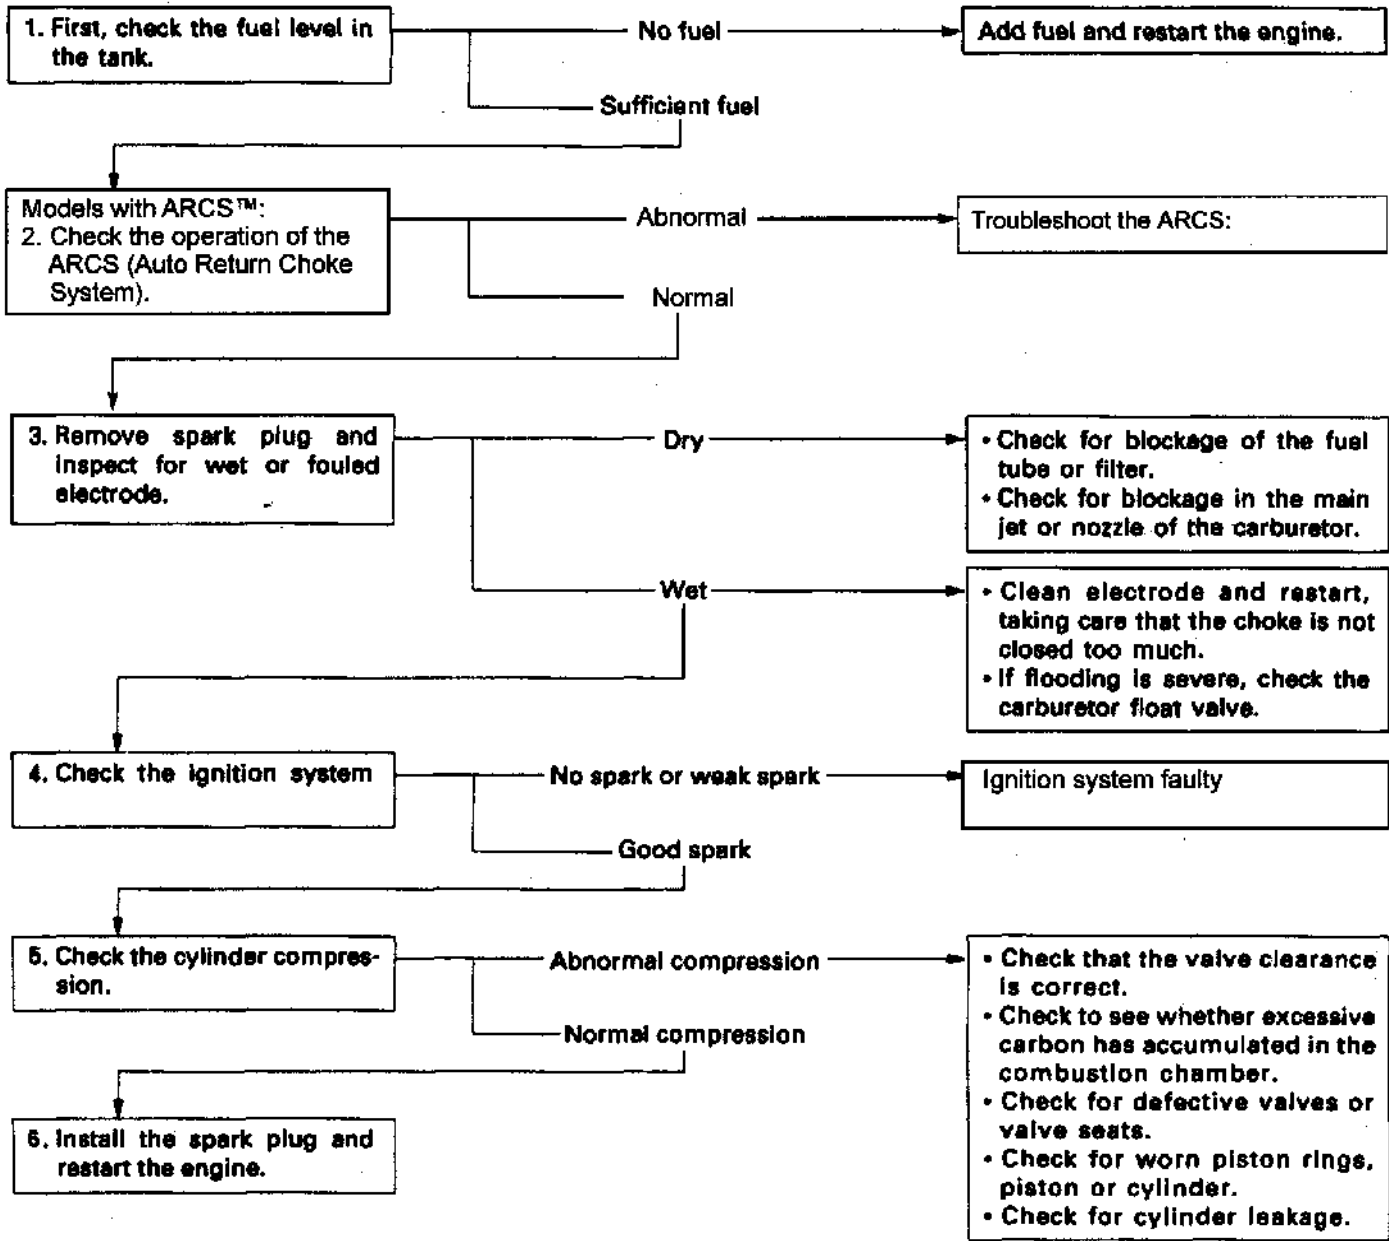 1. First, check the fuel level in
the tank.
No fuel
Add fuel and restart the engine.
Sufficient fuel
Models with ARCS™:
2. Check the operation of the
ARCS (Auto Return Choke
System).
Abnormal
Troubleshoot the ARCS:
Normal
3. Remove spark plug and
inspect for wet or fouled
electrode.
Dry
• Check for blockage of the fuel
tube or filter.
• Check for blockage in the main
jet or nozzle of the carburetor.
Wet
• Clean electrode and restart,
taking care that the choke is not
closed too much.
• If flooding is severe, check the
carburetor float valve.
4. Check the ignition system
No spark or weak spark
Ignition system faulty
Good spark
5. Check the cylinder compres-
sion.
Abnormal compression
• Check that the valve clearance
is correct.
• Check to see whether excessive
carbon has accumulated in the
combustion chamber.
• Check for defective valves or
valve seats.
• Check for worn piston rings,
piston or cylinder.
• Check for cylinder leakage.
Normal compression
6. Install the spark plug and
restart the engine.